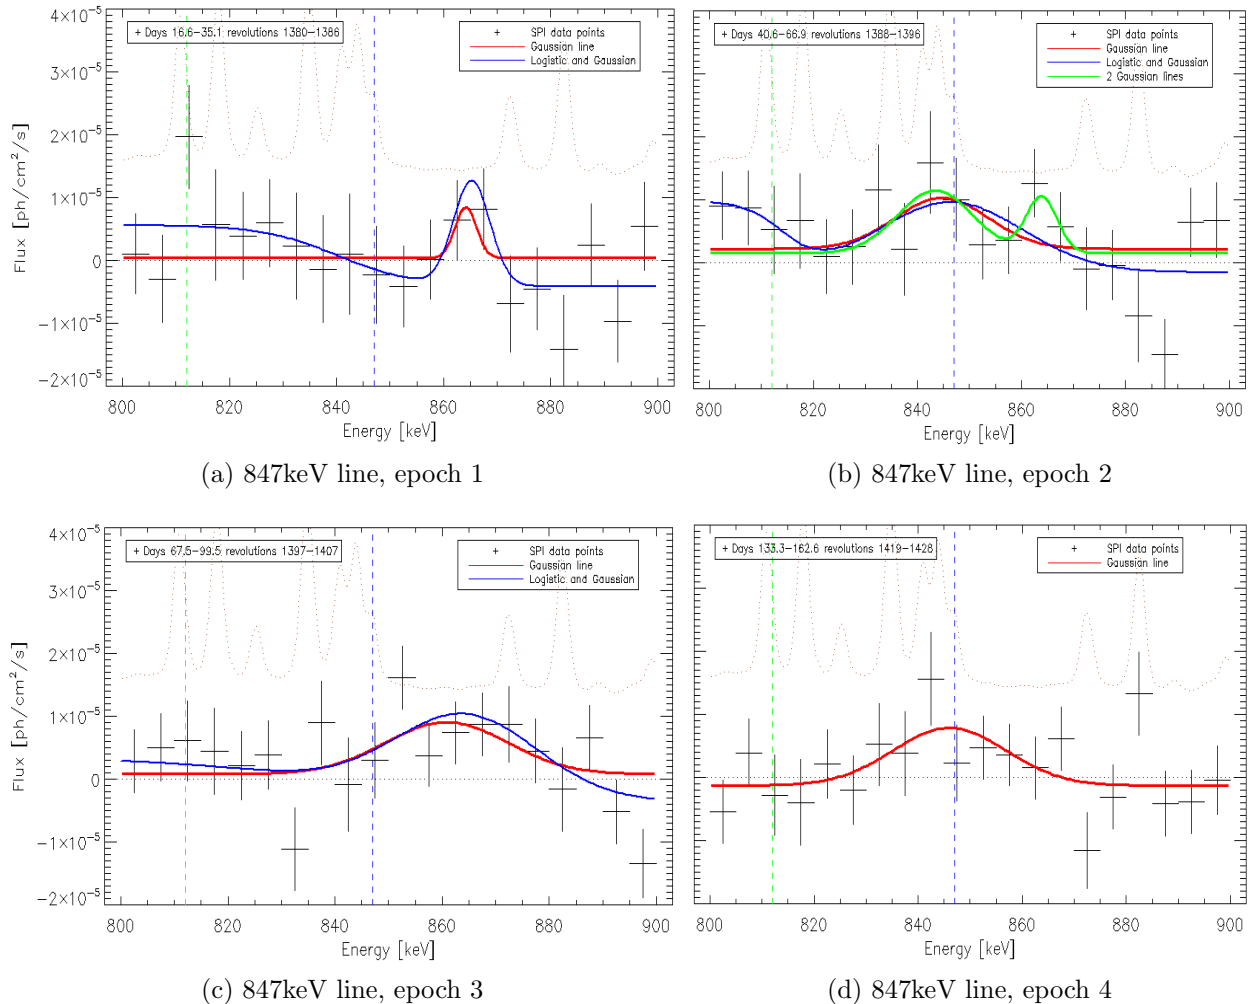 4×10⁻⁵
3×10⁻⁵
2×10⁻⁵
1×10⁻⁵
0
−1×10⁻⁵
−2×10⁻⁵
Flux [ph/cm²/s]
+ Days 16.6−35.1 revolutions 1380−1386
+ SPI data points
Gaussian line
Logistic and Gaussian
800 820 840 860 880 900
Energy [keV]
(a) 847keV line, epoch 1
+ Days 40.6−66.9 revolutions 1388−1396
+ SPI data points
Gaussian line
Logistic and Gaussian
2 Gaussian lines
800 820 840 860 880 900
Energy [keV]
(b) 847keV line, epoch 2
4×10⁻⁵
3×10⁻⁵
2×10⁻⁵
1×10⁻⁵
0
−1×10⁻⁵
−2×10⁻⁵
Flux [ph/cm²/s]
+ Days 67.5−99.5 revolutions 1397−1407
+ SPI data points
Gaussian line
Logistic and Gaussian
800 820 840 860 880 900
Energy [keV]
(c) 847keV line, epoch 3
+ Days 133.3−162.6 revolutions 1419−1428
+ SPI data points
Gaussian line
800 820 840 860 880 900
Energy [keV]
(d) 847keV line, epoch 4